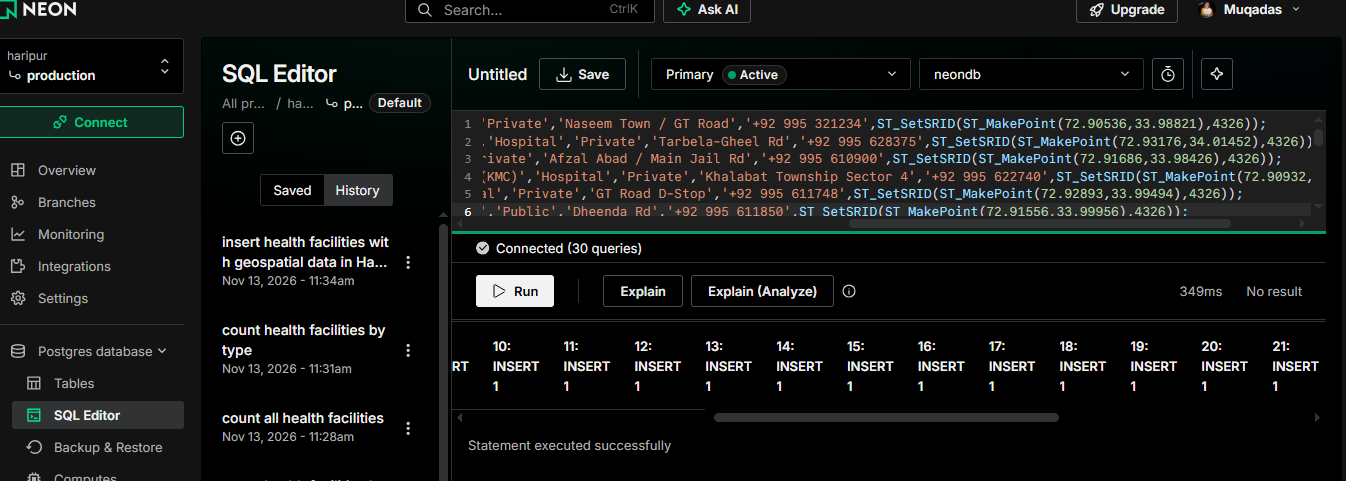 NEON
Search...
CtrlK
Ask AI
Upgrade
Muqadas
haripur
production
Connect
Overview
Branches
Monitoring
Integrations
Settings
Postgres database
Tables
SQL Editor
Backup & Restore
Computes
SQL Editor
All pr... / ha... p... Default
Saved
History
insert health facilities wit
h geospatial data in Ha...
Nov 13, 2026 - 11:34am
count health facilities by
type
Nov 13, 2026 - 11:31am
count all health facilities
Nov 13, 2026 - 11:28am
Untitled
Save
Primary
Active
neondb
1 'Private','Naseem Town / GT Road','+92 995 321234',ST_SetSRID(ST_MakePoint(72.90536,33.98821),4326));
2 ,'Hospital','Private','Tarbela-Gheel Rd','+92 995 628375',ST_SetSRID(ST_MakePoint(72.93176,34.01452),4326))
3 rivate','Afzal Abad / Main Jail Rd','+92 995 610900',ST_SetSRID(ST_MakePoint(72.91686,33.98426),4326));
4 (KMC)','Hospital','Private','Khalabat Township Sector 4','+92 995 622740',ST_SetSRID(ST_MakePoint(72.90932,
5 al','Private','GT Road D-Stop','+92 995 611748',ST_SetSRID(ST_MakePoint(72.92893,33.99494),4326));
6 ','Public','Dheenda Rd','+92 995 611850',ST_SetSRID(ST_MakePoint(72.91556,33.99956),4326));
Connected (30 queries)
Run
Explain
Explain (Analyze)
349ms
No result
RT
10: INSERT 1
11: INSERT 1
12: INSERT 1
13: INSERT 1
14: INSERT 1
15: INSERT 1
16: INSERT 1
17: INSERT 1
18: INSERT 1
19: INSERT 1
20: INSERT 1
21: INSERT 1
Statement executed successfully